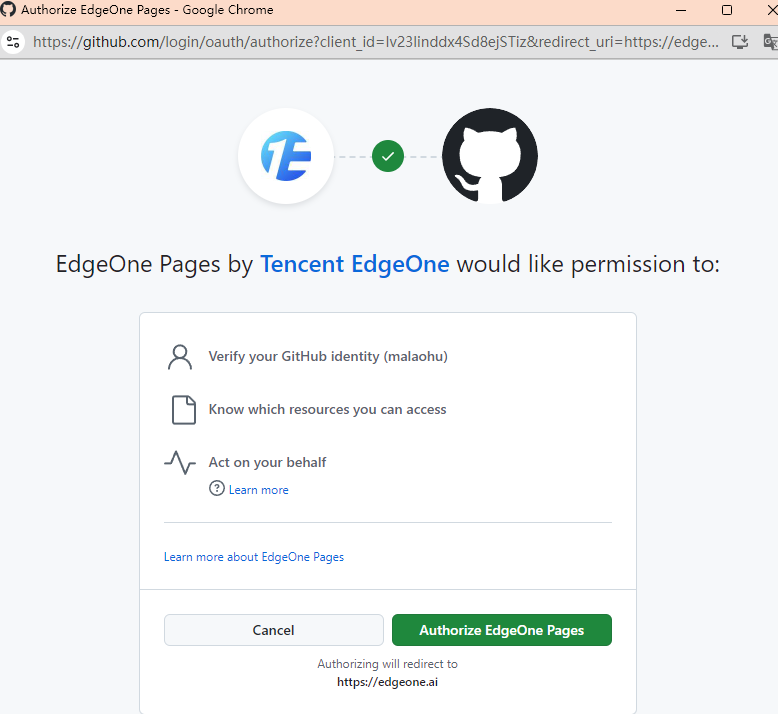 Authorize EdgeOne Pages - Google Chrome
https://github.com/login/oauth/authorize?client_id=Iv23linddx4Sd8ejSTiz&redirect_uri=https://edge...
EdgeOne Pages by Tencent EdgeOne would like permission to:
Verify your GitHub identity (malaohu)
Know which resources you can access
Act on your behalf
Learn more
Learn more about EdgeOne Pages
Cancel
Authorize EdgeOne Pages
Authorizing will redirect to
https://edgeone.ai